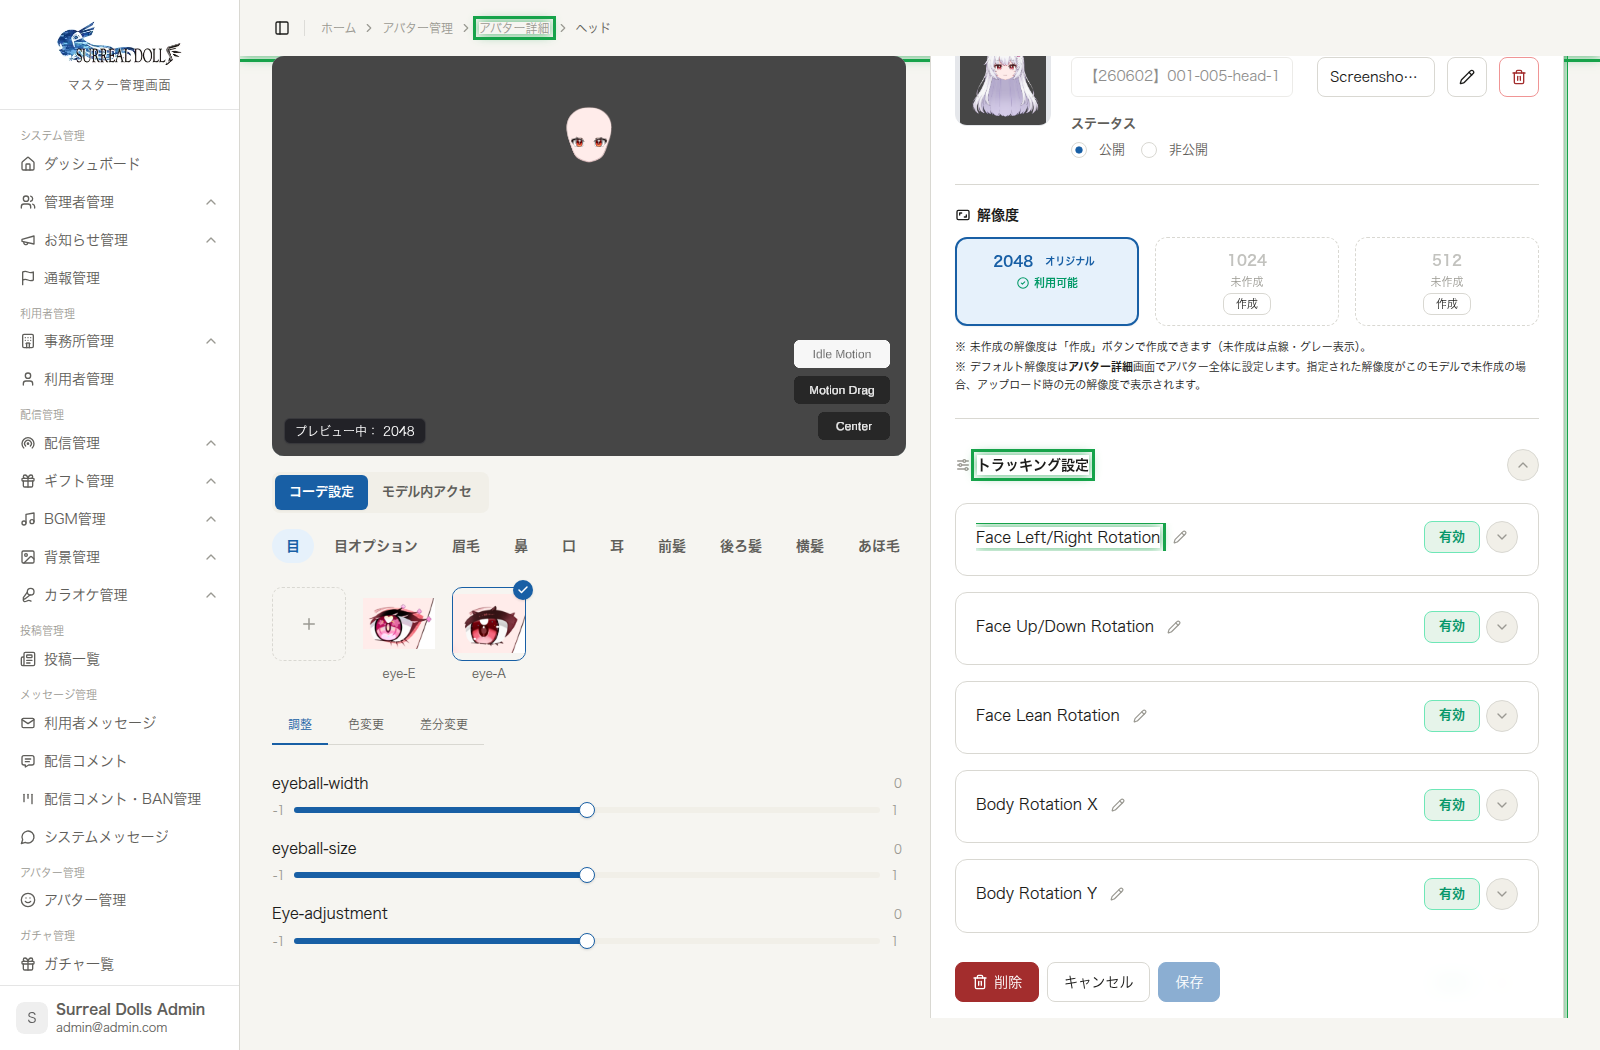 SURREAL DOLL
マスター管理画面
システム管理
ダッシュボード
管理者管理
お知らせ管理
通報管理
利用者管理
事務所管理
利用者管理
配信管理
配信管理
ギフト管理
BGM管理
背景管理
カラオケ管理
投稿管理
投稿一覧
メッセージ管理
利用者メッセージ
配信コメント
配信コメント・BAN管理
システムメッセージ
アバター管理
アバター管理
ガチャ管理
ガチャ一覧
S
Surreal Dolls Admin
admin@admin.com
ホーム > アバター管理 > アバター詳細 > ヘッド
Idle Motion
Motion Drag
Center
プレビュー中： 2048
コーデ設定 モデル内アクセ
目 目オプション 眉毛 鼻 口 耳 前髪 後ろ髪 横髪 あほ毛
eye-E eye-A
調整 色変更 差分変更
eyeball-width 0
-1 1
eyeball-size 0
-1 1
Eye-adjustment 0
-1 1
【260602】001-005-head-1 Screensho…
ステータス
公開 非公開
解像度
2048 オリジナル
利用可能
1024
未作成
作成
512
未作成
作成
※ 未作成の解像度は「作成」ボタンで作成できます（未作成は点線・グレー表示）。
※ デフォルト解像度はアバター詳細画面でアバター全体に設定します。指定された解像度がこのモデルで未作成の場
合、アップロード時の元の解像度で表示されます。
トラッキング設定
Face Left/Right Rotation 有効
Face Up/Down Rotation 有効
Face Lean Rotation 有効
Body Rotation X 有効
Body Rotation Y 有効
削除 キャンセル 保存